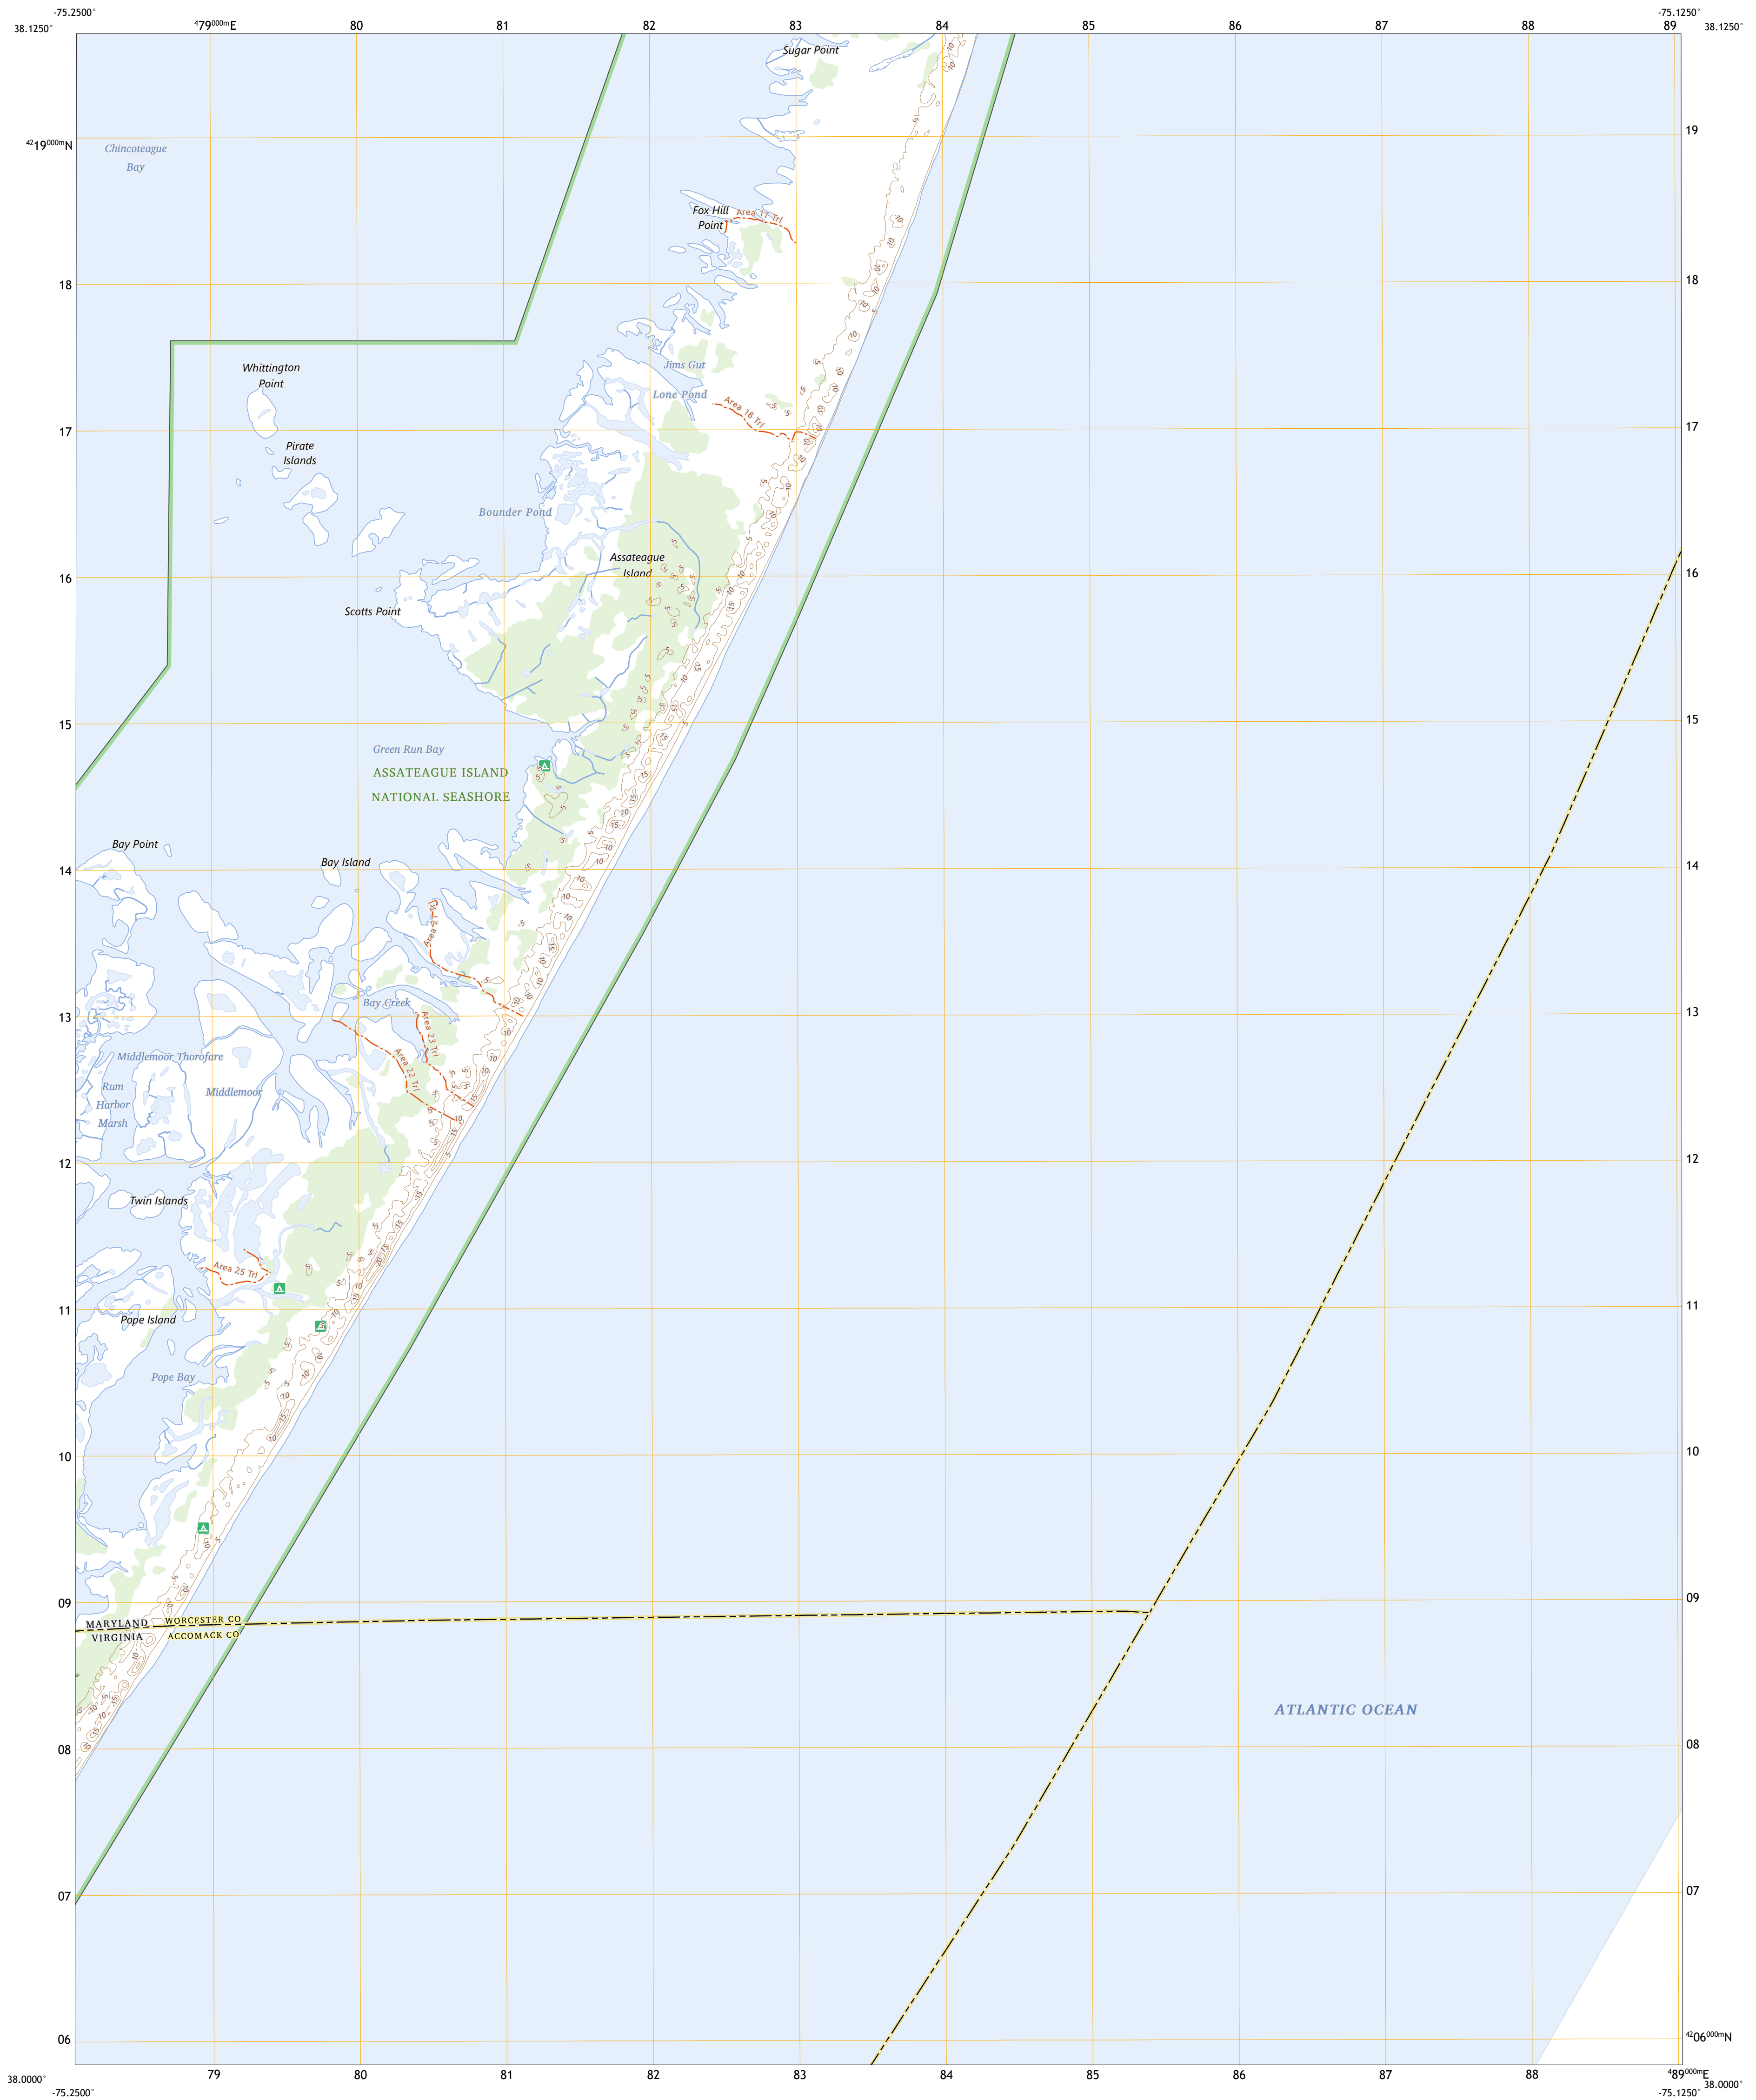 -75.2500°
-75.1250°
38.1250°
479000mE
80
81
82
83
84
85
86
87
88
89
38.1250°
Sugar Point
4219000mN
19
Chincoteague
Bay
Fox Hill
Point
Area 17 Trl
18
18
Whittington
Point
Jims Gut
Lone Pond
Area 18 Trl
17
17
Pirate
Islands
Bounder Pond
Assateague
Island
16
16
Scotts Point
15
15
Green Run Bay
ASSATEAGUE ISLAND
NATIONAL SEASHORE
Bay Point
Bay Island
14
14
Bay Creek
13
13
Area 23 Trl
Area 22 Trl
Middlemoor Thorofare
Rum
Harbor
Marsh
Middlemoor
12
12
Twin Islands
Area 25 Trl
11
11
Pope Island
Pope Bay
10
10
09
09
MARYLAND
WORCESTER CO
VIRGINIA
ACCOMACK CO
ATLANTIC OCEAN
08
08
07
07
06
4206000mN
38.0000°
79
80
81
82
83
84
85
86
87
88
489000mE
38.0000°
-75.2500°
-75.1250°